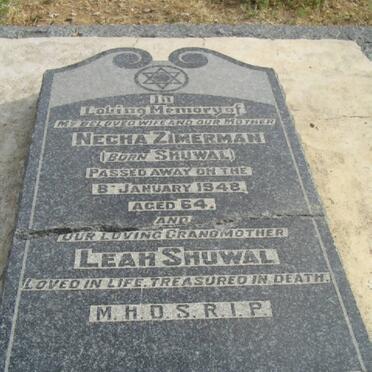 In
Loving Memory of
My beloved wife and our Mother
Necha Zimerman
(Born Shuwal)
Passed away on the
8th January 1948.
Aged 64.
and
our loving Grandmother
Leah Shuwal
Loved in life, treasured in death.
M.H.D.S.R.I.P.